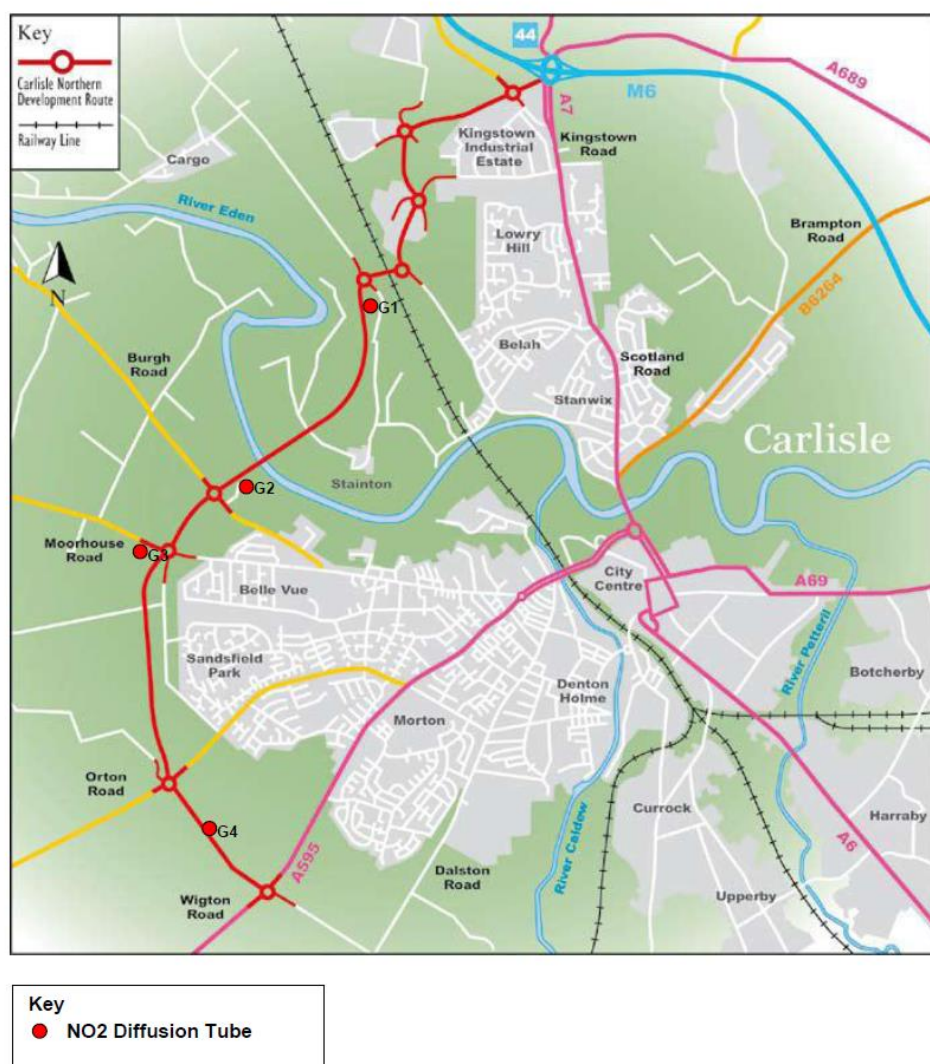 Key
Carlisle Northern
Development Route
Railway Line
44
A689
M6
A7
Kingstown
Industrial
Estate
Kingstown
Road
Cargo
River Eden
Lowry
Hill
Brampton
Road
N
B6264
G1
Belah
Scotland
Road
Burgh
Road
Stanwix
Carlisle
Stainton
G2
Moorhouse
Road
G3
City
Centre
A69
Belle Vue
River Petteril
Sandsfield
Park
Denton
Holme
Botcherby
Morton
Orton
Road
Currock
Harraby
G4
A595
River Caldew
A6
Dalston
Road
Wigton
Road
Upperby
Key
NO2 Diffusion Tube